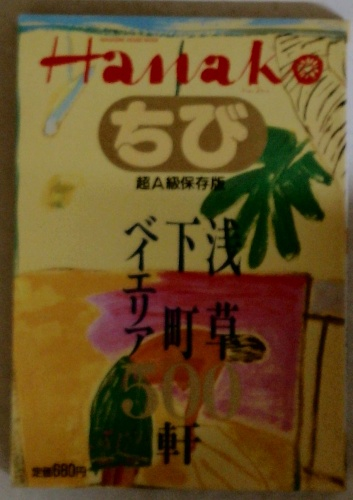 Hanako
ちび
超A級保存版
浅草
下町
ベイエリア
500軒
定価680円